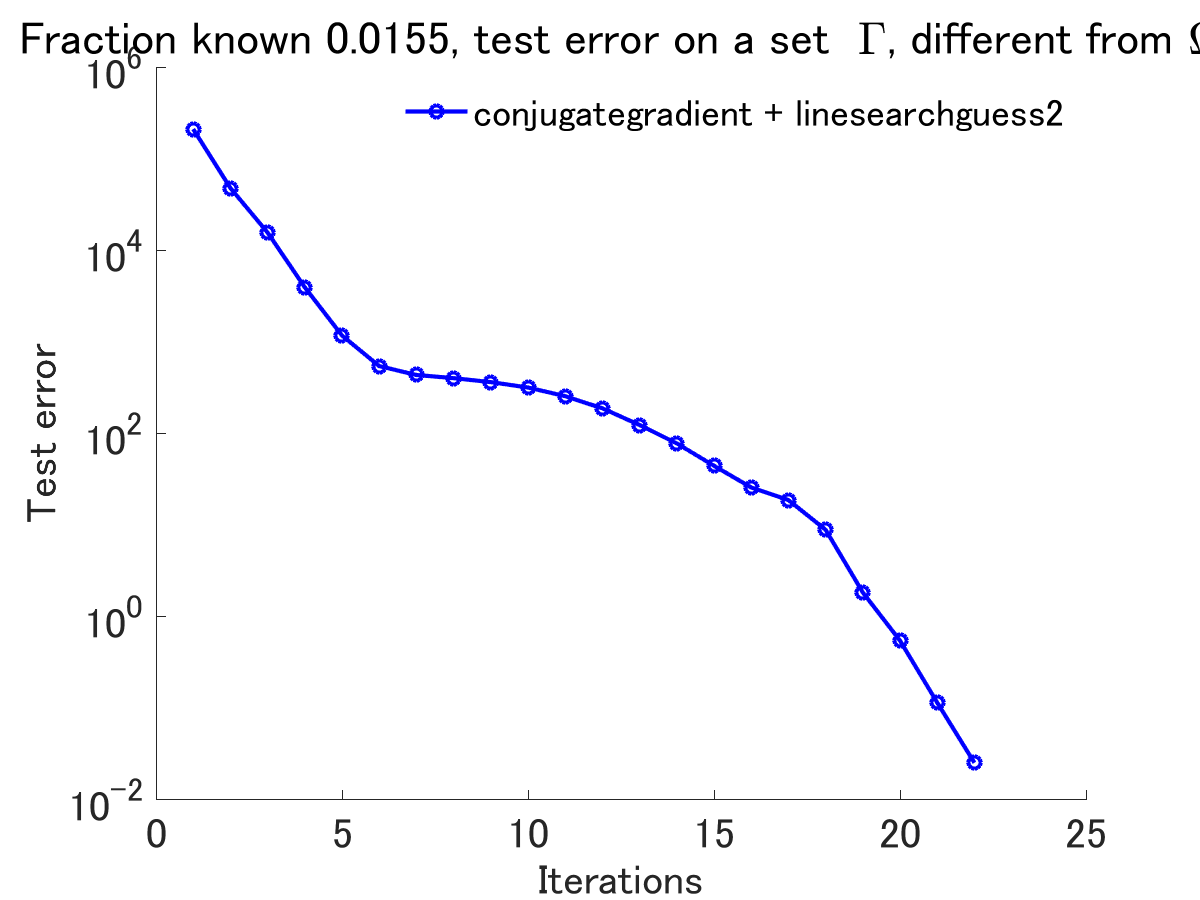 Fraction known 0.0155, test error on a set Γ, different from Ω
conjugategradient + linesearchguess2
10^6
10^4
10^2
10^0
10^-2
Test error
0 5 10 15 20 25
Iterations